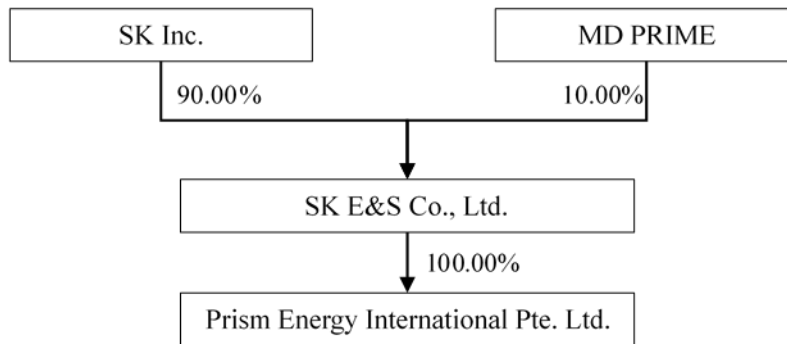 SK Inc.
MD PRIME
90.00%
10.00%
SK E&S Co., Ltd.
100.00%
Prism Energy International Pte. Ltd.